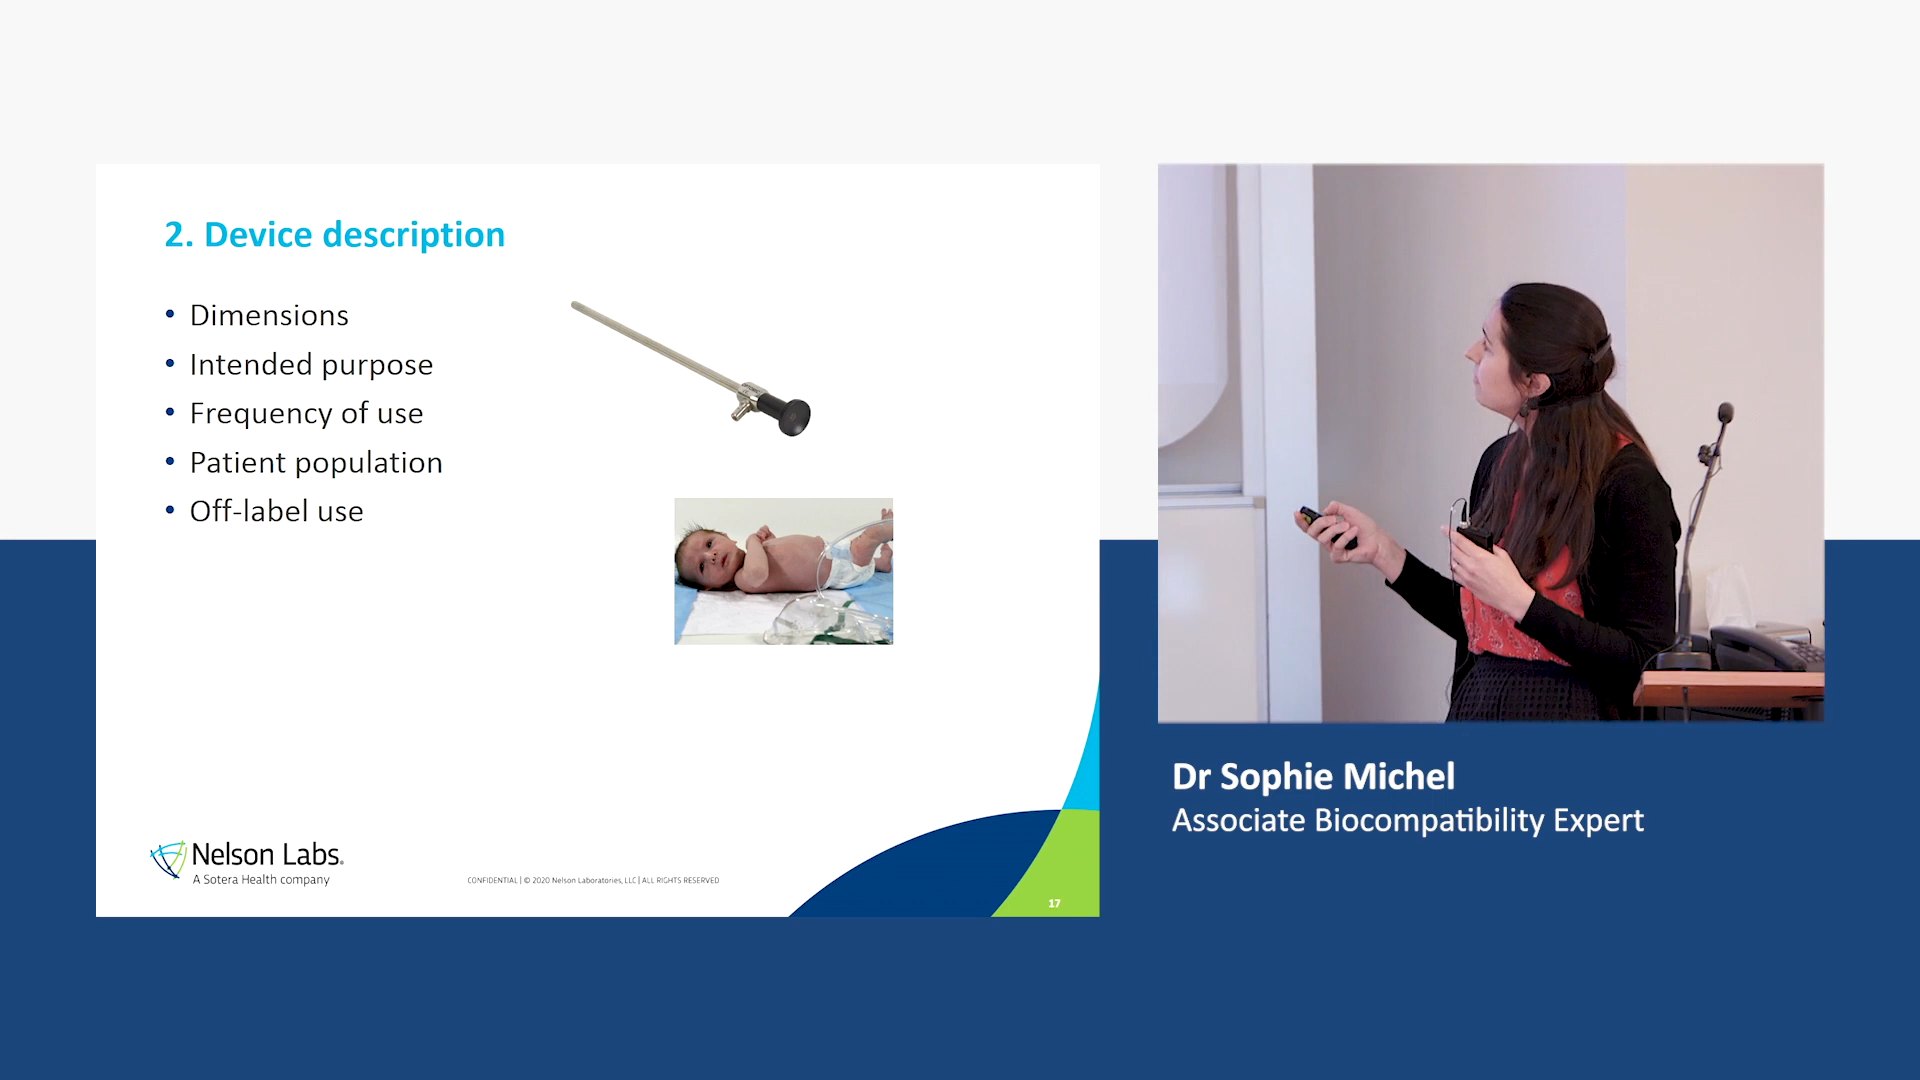 2. Device description
• Dimensions
• Intended purpose
• Frequency of use
• Patient population
• Off-label use
Nelson Labs.
A Sotera Health company
CONFIDENTIAL | © 2020 Nelson Laboratories, LLC | ALL RIGHTS RESERVED
17
Dr Sophie Michel
Associate Biocompatibility Expert